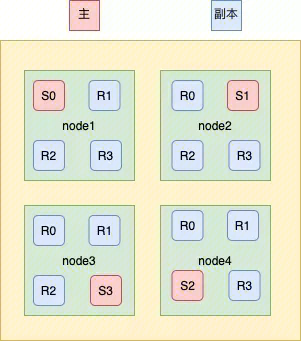 主 副本
S0 R1 R0 S1
node1 node2
R2 R3 R2 R3
R0 R1 R0 R1
node3 node4
R2 S3 S2 R3